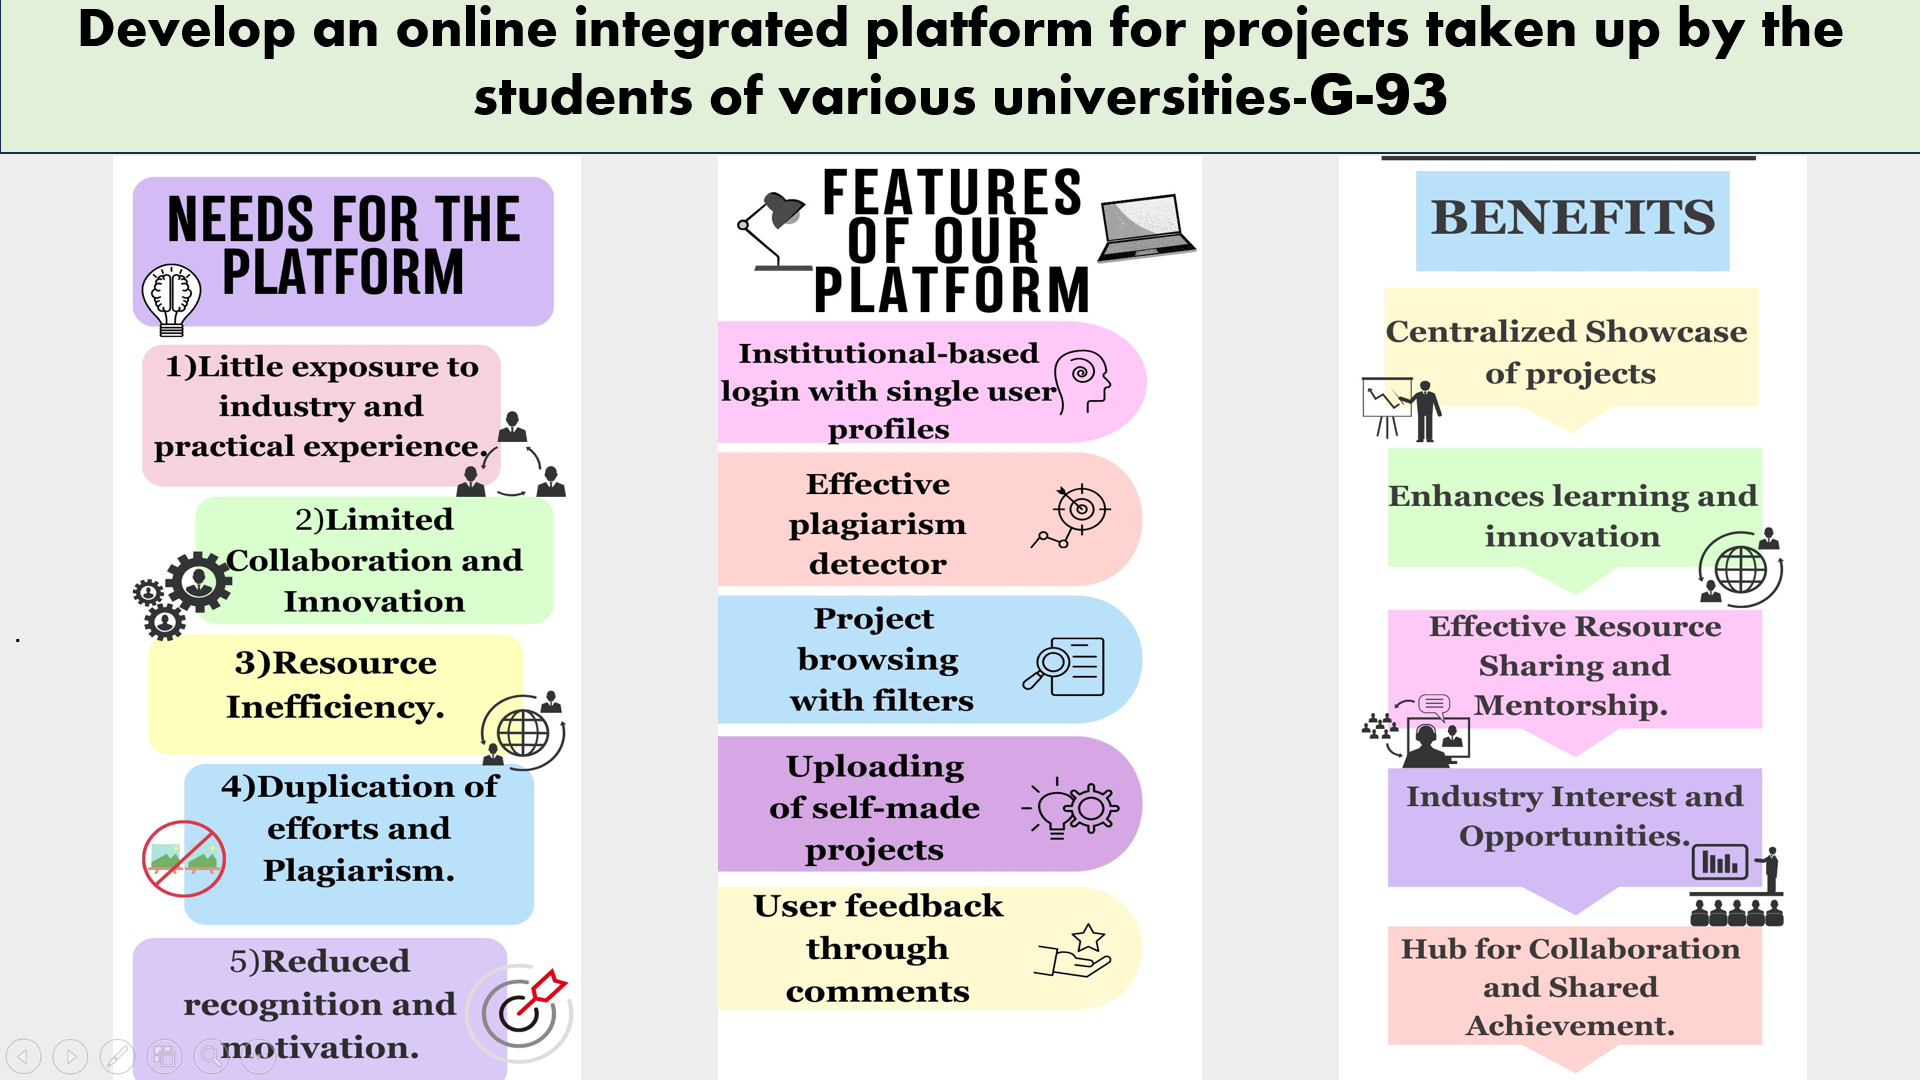 Develop an online integrated platform for projects taken up by the
students of various universities-G-93
NEEDS FOR THE
PLATFORM
1)Little exposure to
industry and
practical experience.
2)Limited
Collaboration and
Innovation
3)Resource
Inefficiency.
4)Duplication of
efforts and
Plagiarism.
5)Reduced
recognition and
motivation.
FEATURES
OF OUR
PLATFORM
Institutional-based
login with single user
profiles
Effective
plagiarism
detector
Project
browsing
with filters
Uploading
of self-made
projects
User feedback
through
comments
BENEFITS
Centralized Showcase
of projects
Enhances learning and
innovation
Effective Resource
Sharing and
Mentorship.
Industry Interest and
Opportunities.
Hub for Collaboration
and Shared
Achievement.
.